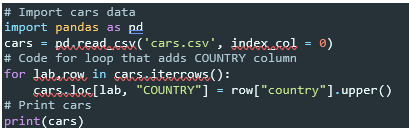 # Import cars data
import pandas as pd
cars = pd.read_csv('cars.csv', index_col = 0)
# Code for loop that adds COUNTRY column
for lab,row in cars.iterrows():
    cars.loc[lab, "COUNTRY"] = row["country"].upper()
# Print cars
print(cars)